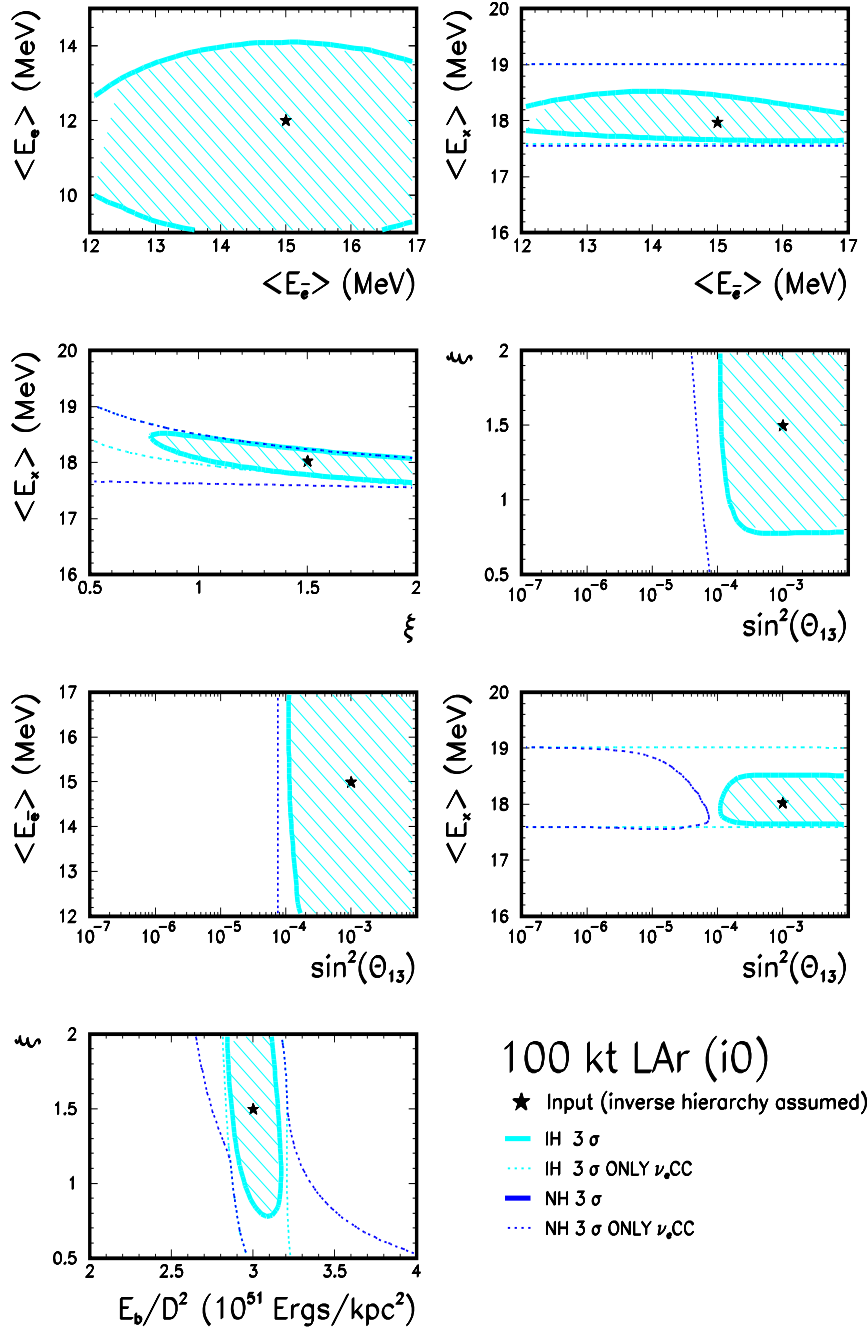 <E_e> (MeV)
14
12
10
12 13 14 15 16 17
<E_e̅> (MeV)
<E_x> (MeV)
20
19
18
17
16
12 13 14 15 16 17
<E_e̅> (MeV)
<E_x> (MeV)
20
19
18
17
16
0.5 1 1.5 2
ξ
ξ
2
1.5
1
0.5
10⁻⁷ 10⁻⁶ 10⁻⁵ 10⁻⁴ 10⁻³
sin²(Θ₁₃)
<E_e̅> (MeV)
17
16
15
14
13
12
10⁻⁷ 10⁻⁶ 10⁻⁵ 10⁻⁴ 10⁻³
sin²(Θ₁₃)
<E_x> (MeV)
20
19
18
17
16
10⁻⁷ 10⁻⁶ 10⁻⁵ 10⁻⁴ 10⁻³
sin²(Θ₁₃)
ξ
2
1.5
1
0.5
2 2.5 3 3.5 4
E_b/D² (10⁵¹ Ergs/kpc²)
100 kt LAr (i0)
Input (inverse hierarchy assumed)
IH 3 σ
IH 3 σ ONLY ν_eCC
NH 3 σ
NH 3 σ ONLY ν_eCC